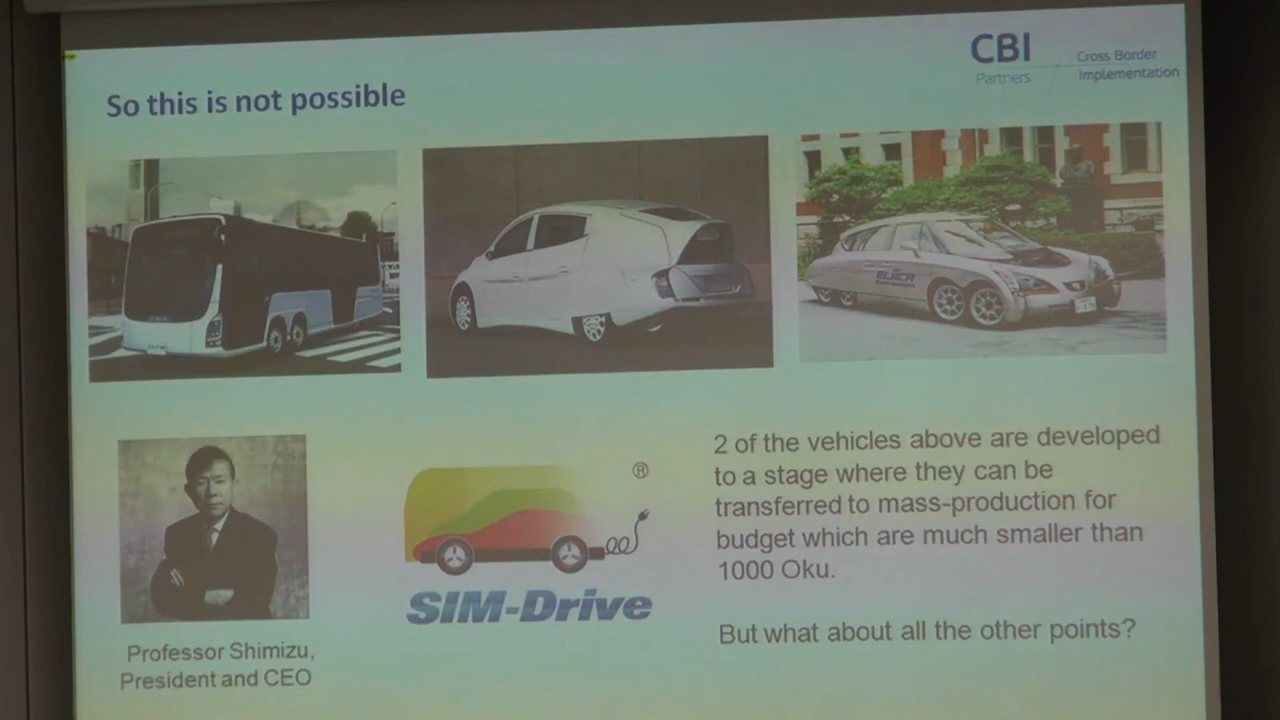 So this is not possible
CBI
Partners
Cross Border
Implementation
ELIICA
2 of the vehicles above are developed
to a stage where they can be
transferred to mass-production for
budget which are much smaller than
1000 Oku.
But what about all the other points?
®
SIM-Drive
Professor Shimizu,
President and CEO